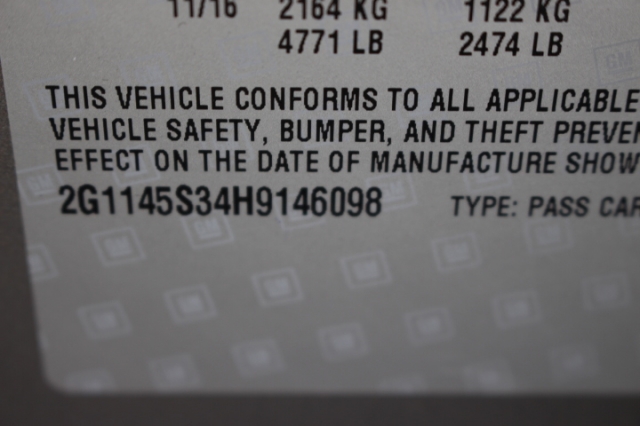 11/16 2164 KG 1122 KG
4771 LB 2474 LB
THIS VEHICLE CONFORMS TO ALL APPLICABLE
VEHICLE SAFETY, BUMPER, AND THEFT PREVE
EFFECT ON THE DATE OF MANUFACTURE SHOW
2G1145S34H9146098 TYPE: PASS CAR